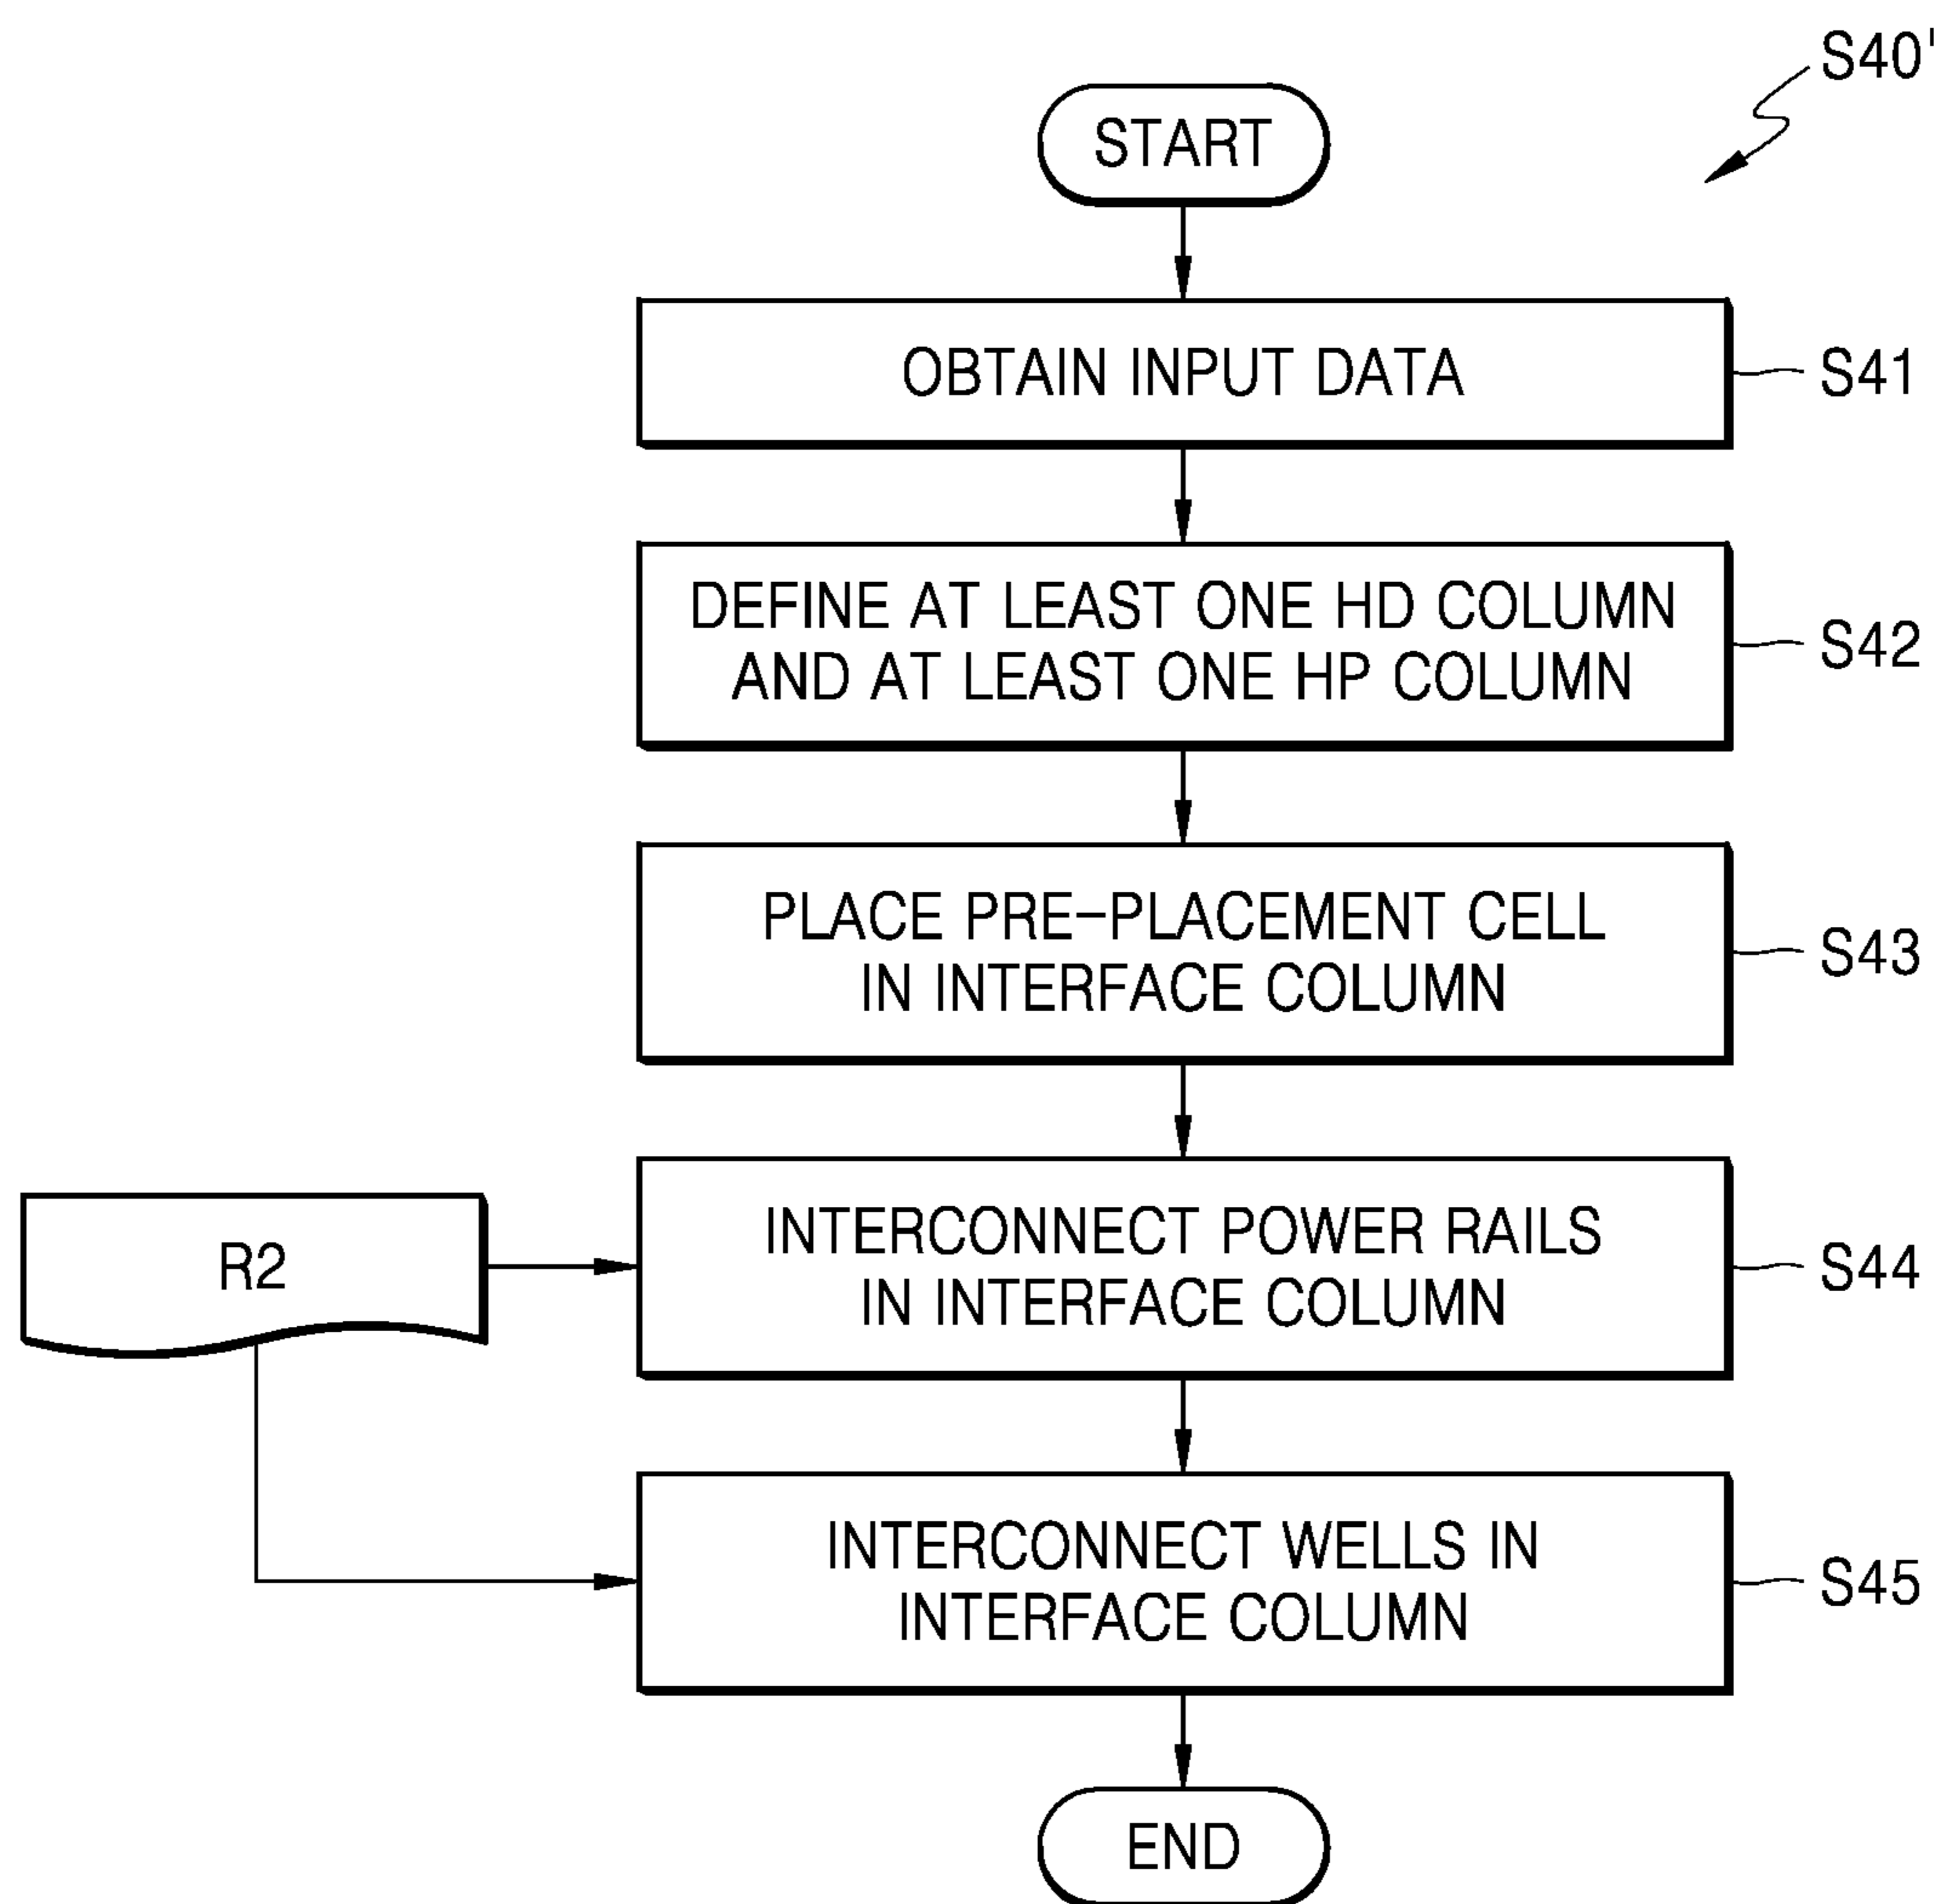 S40'
START
OBTAIN INPUT DATA
S41
DEFINE AT LEAST ONE HD COLUMN
AND AT LEAST ONE HP COLUMN
S42
PLACE PRE-PLACEMENT CELL
IN INTERFACE COLUMN
S43
R2
INTERCONNECT POWER RAILS
IN INTERFACE COLUMN
S44
INTERCONNECT WELLS IN
INTERFACE COLUMN
S45
END